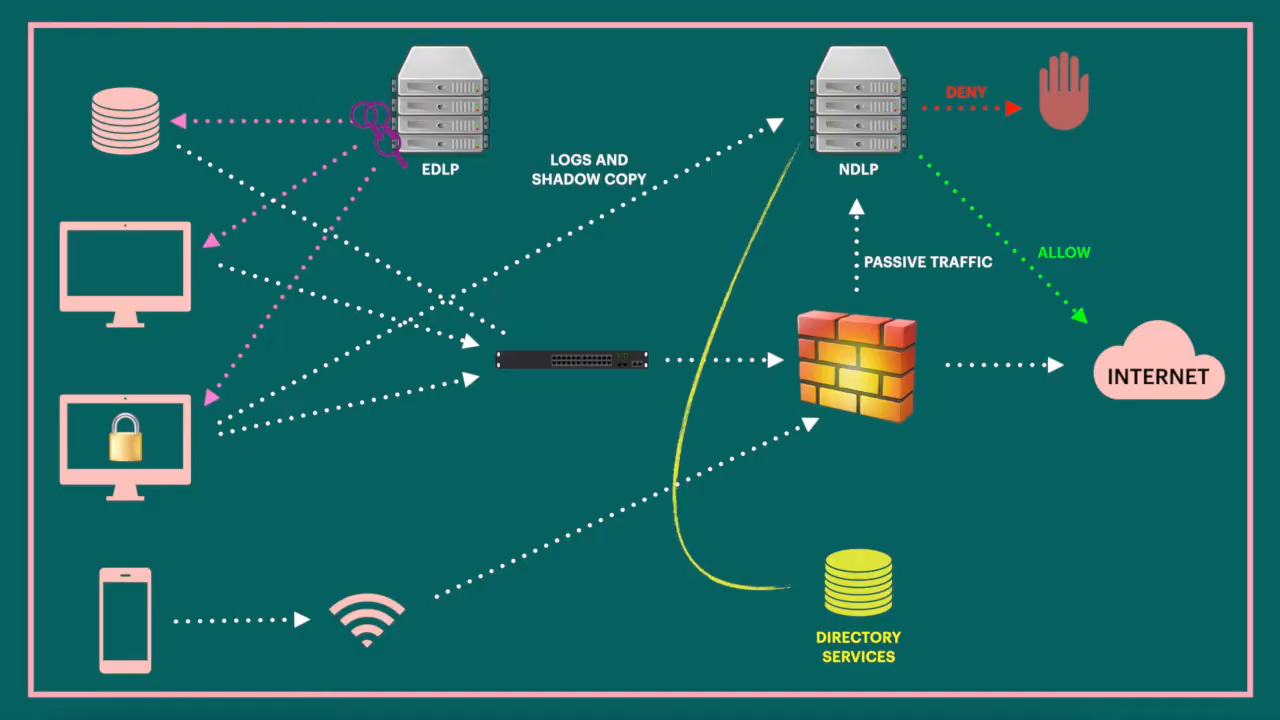 DENY
LOGS AND
SHADOW COPY
EDLP
NDLP
ALLOW
PASSIVE TRAFFIC
INTERNET
DIRECTORY
SERVICES